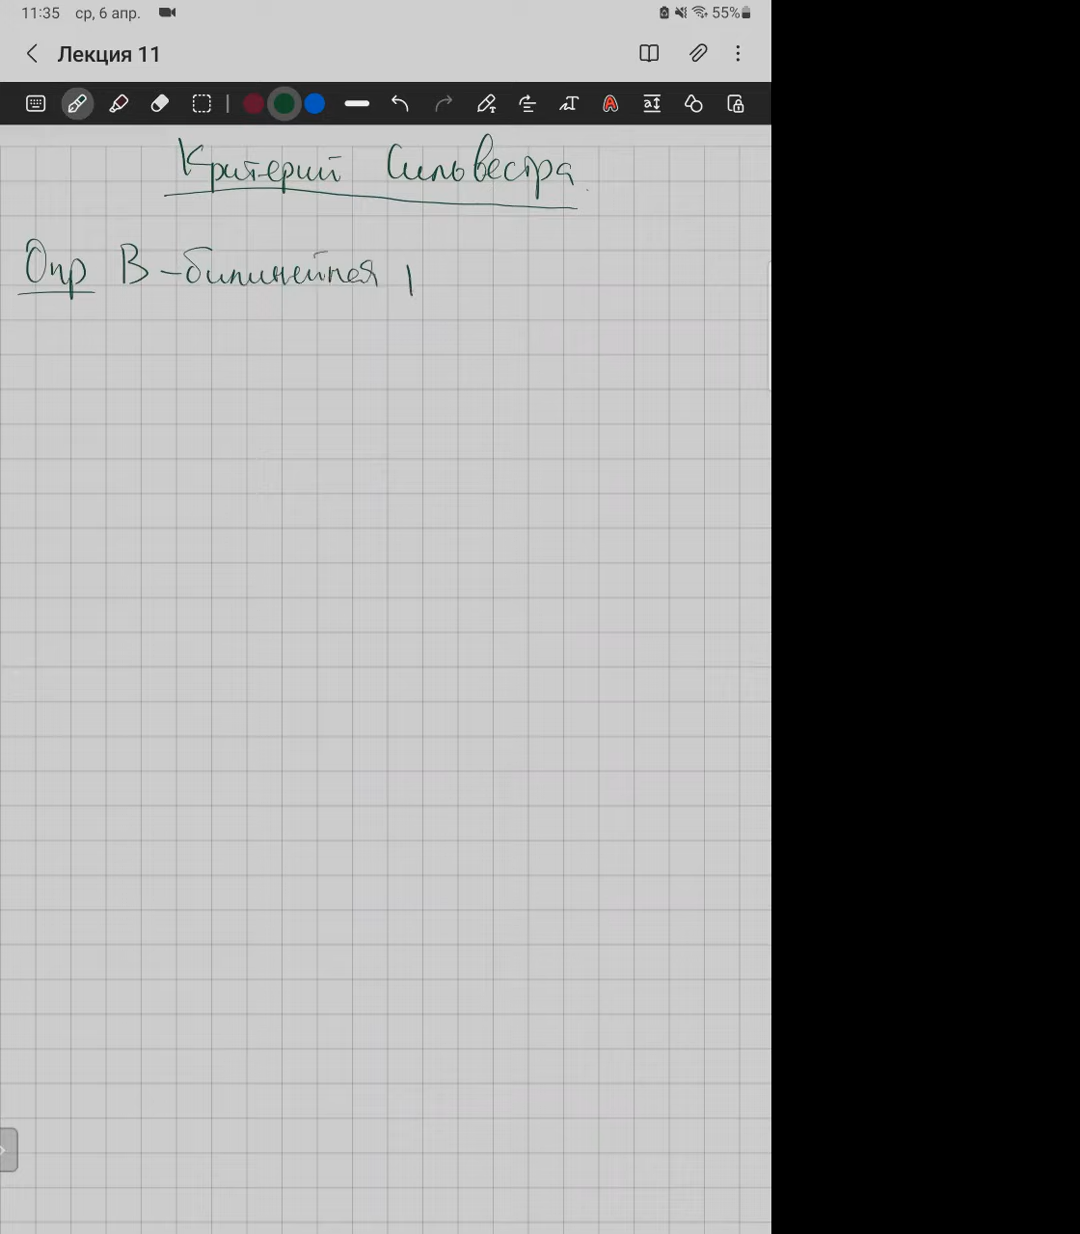 11:35 ср, 6 апр. 55%
Лекция 11
Критерий Сильвестра.
Опр В - билинейная